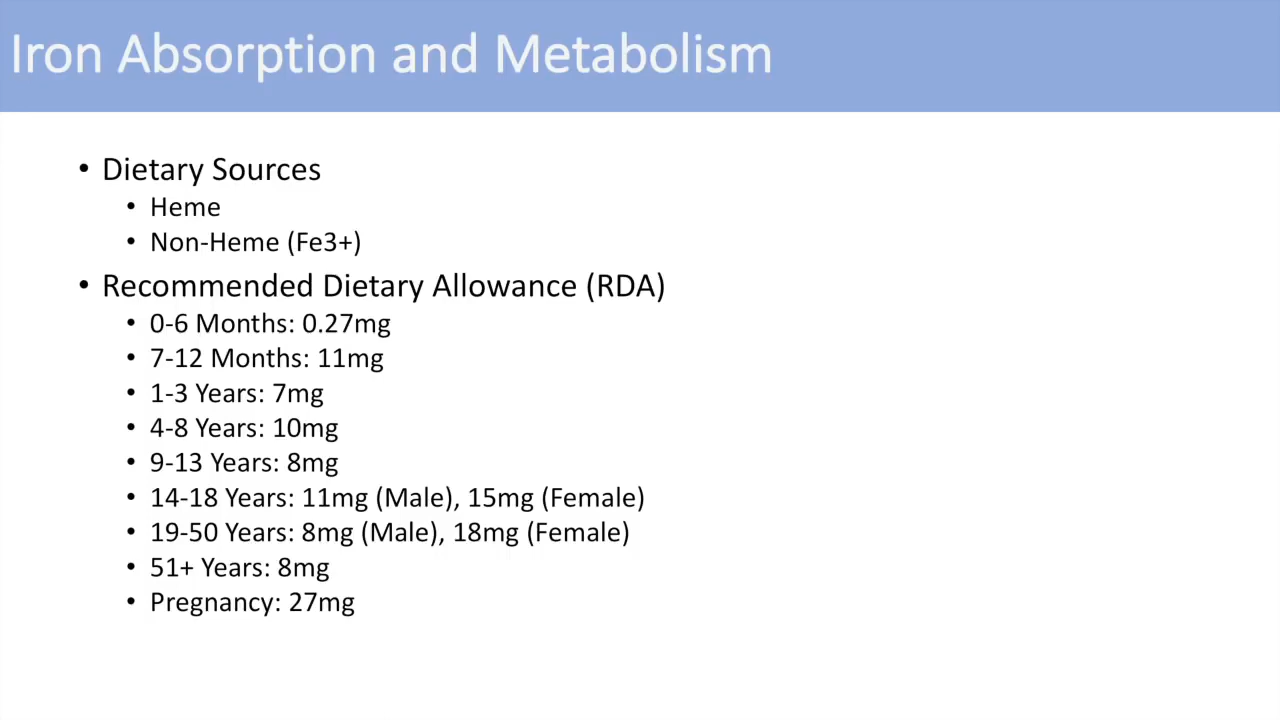 Iron Absorption and Metabolism
• Dietary Sources
• Heme
• Non-Heme (Fe3+)
• Recommended Dietary Allowance (RDA)
• 0-6 Months: 0.27mg
• 7-12 Months: 11mg
• 1-3 Years: 7mg
• 4-8 Years: 10mg
• 9-13 Years: 8mg
• 14-18 Years: 11mg (Male), 15mg (Female)
• 19-50 Years: 8mg (Male), 18mg (Female)
• 51+ Years: 8mg
• Pregnancy: 27mg